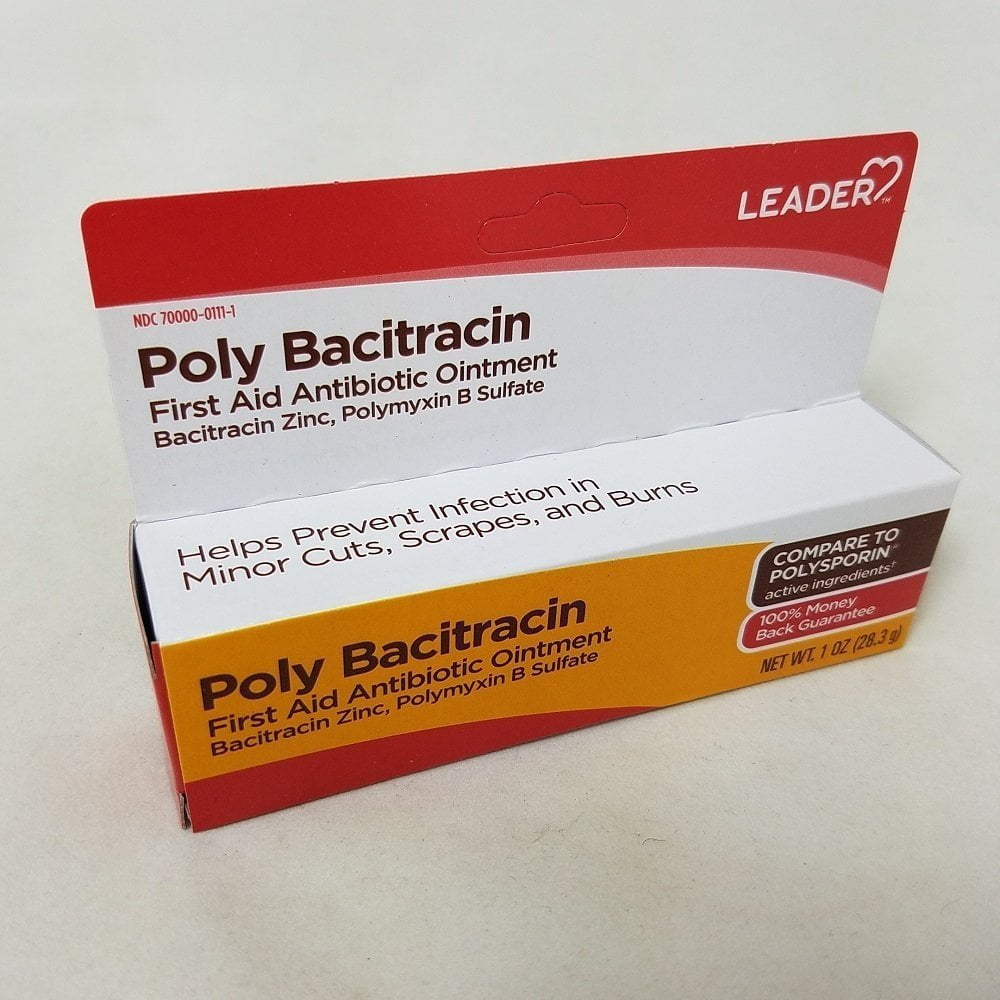 LEADER™
NDC 70000-0111-1
Poly Bacitracin
First Aid Antibiotic Ointment
Bacitracin Zinc, Polymyxin B Sulfate
Helps Prevent Infection in
Minor Cuts, Scrapes, and Burns
Poly Bacitracin
First Aid Antibiotic Ointment
Bacitracin Zinc, Polymyxin B Sulfate
COMPARE TO
POLYSPORIN®
active ingredients†
100% Money
Back Guarantee
NET WT. 1 OZ (28.3 g)